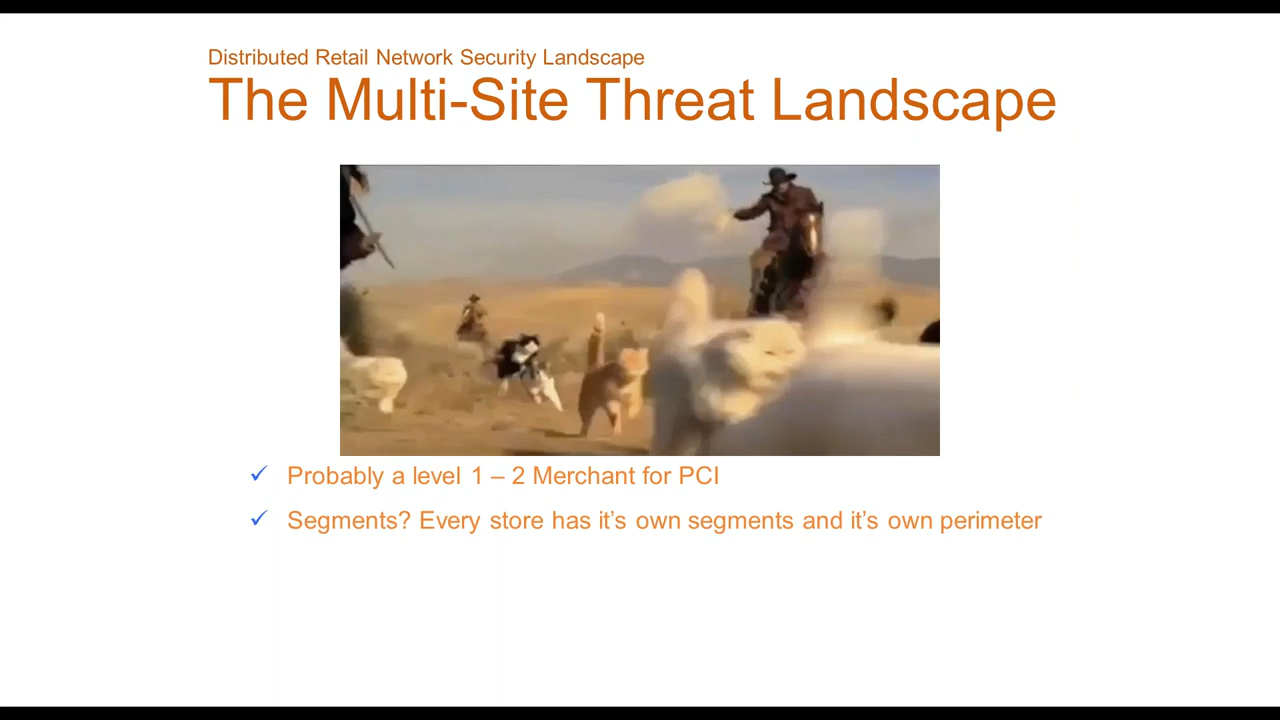 Distributed Retail Network Security Landscape
The Multi-Site Threat Landscape
✓ Probably a level 1 – 2 Merchant for PCI
✓ Segments? Every store has it’s own segments and it’s own perimeter